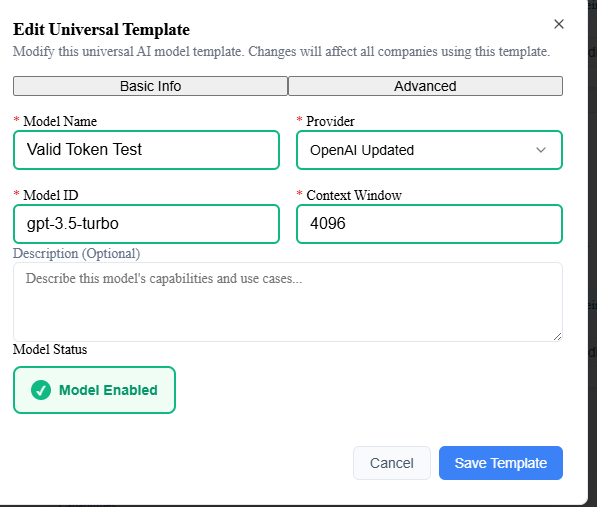 Edit Universal Template
Modify this universal AI model template. Changes will affect all companies using this template.
Basic Info
Advanced
* Model Name
* Provider
Valid Token Test
OpenAI Updated
* Model ID
* Context Window
gpt-3.5-turbo
4096
Description (Optional)
Describe this model's capabilities and use cases...
Model Status
Model Enabled
Cancel
Save Template